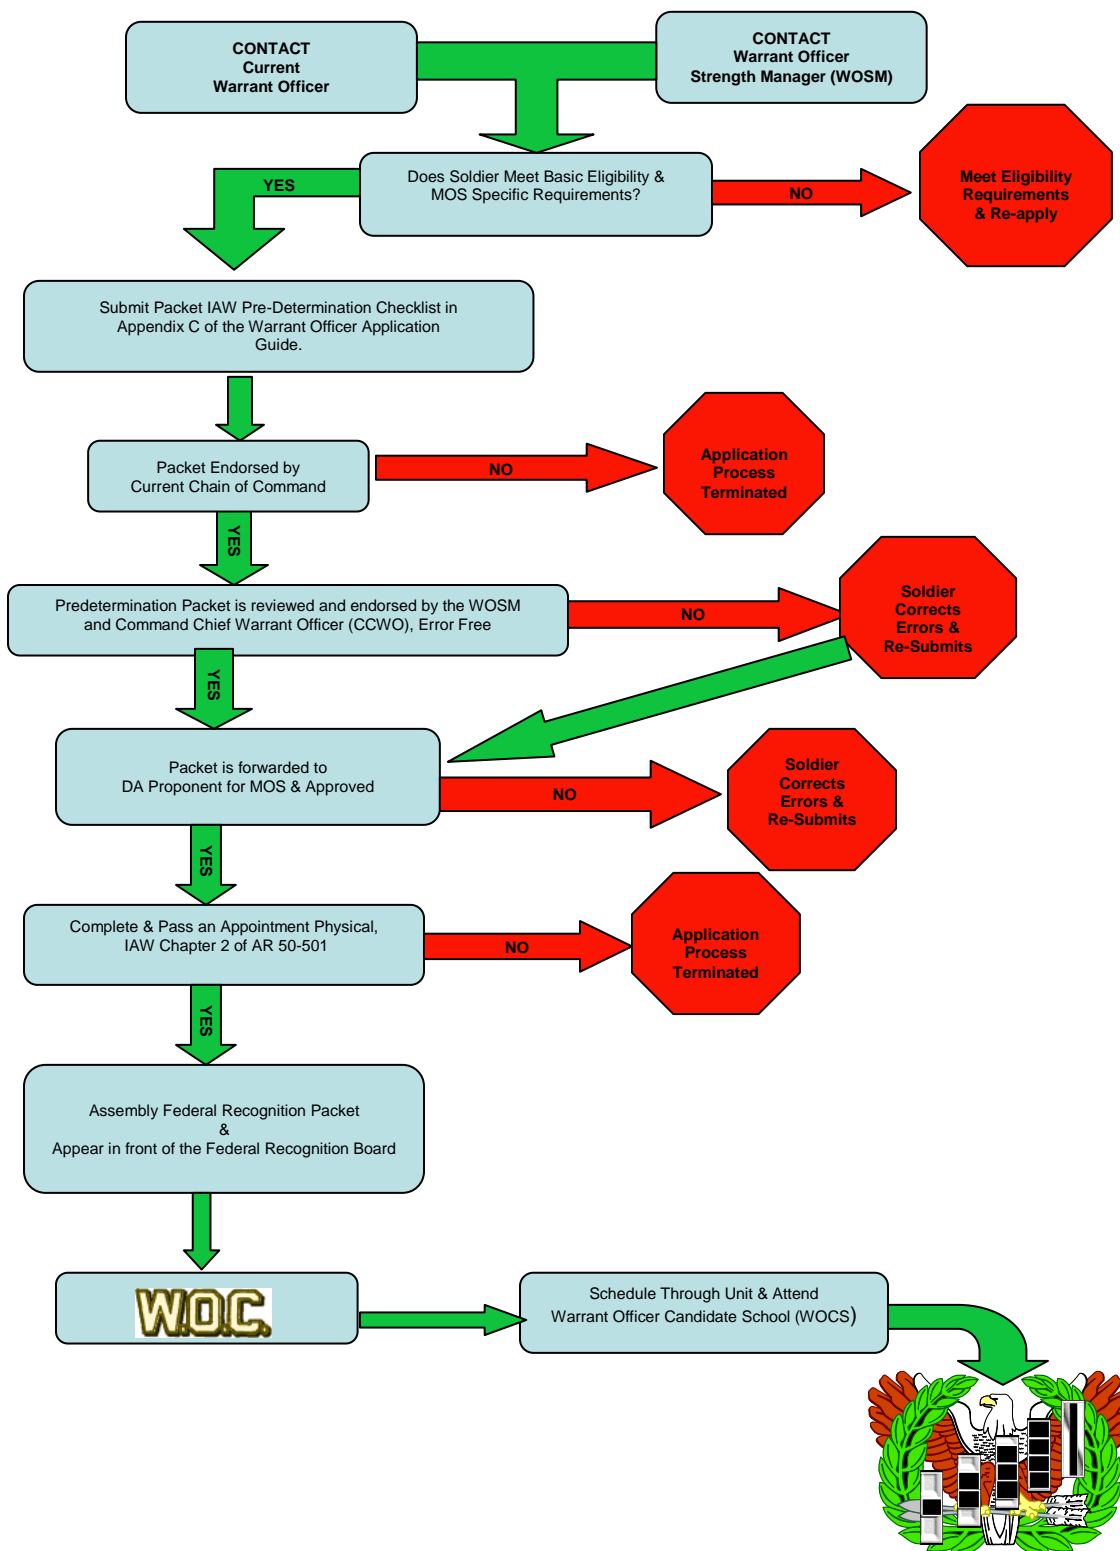 CONTACT
Current
Warrant Officer
CONTACT
Warrant Officer
Strength Manager (WOSM)
Does Soldier Meet Basic Eligibility &
MOS Specific Requirements?
YES
NO
Meet Eligibility
Requirements
& Re-apply
Submit Packet IAW Pre-Determination Checklist in
Appendix C of the Warrant Officer Application
Guide.
Packet Endorsed by
Current Chain of Command
NO
Application
Process
Terminated
YES
Predetermination Packet is reviewed and endorsed by the WOSM
and Command Chief Warrant Officer (CCWO), Error Free
NO
Soldier
Corrects
Errors &
Re-Submits
YES
Packet is forwarded to
DA Proponent for MOS & Approved
NO
Soldier
Corrects
Errors &
Re-Submits
YES
Complete & Pass an Appointment Physical,
IAW Chapter 2 of AR 50-501
NO
Application
Process
Terminated
YES
Assembly Federal Recognition Packet
&
Appear in front of the Federal Recognition Board
W.O.C.
Schedule Through Unit & Attend
Warrant Officer Candidate School (WOCS)